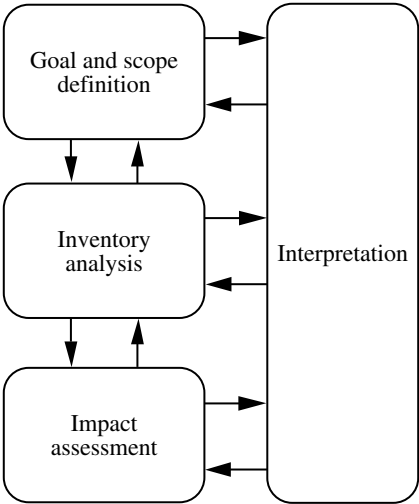 Goal and scope
definition
Inventory
analysis
Interpretation
Impact
assessment